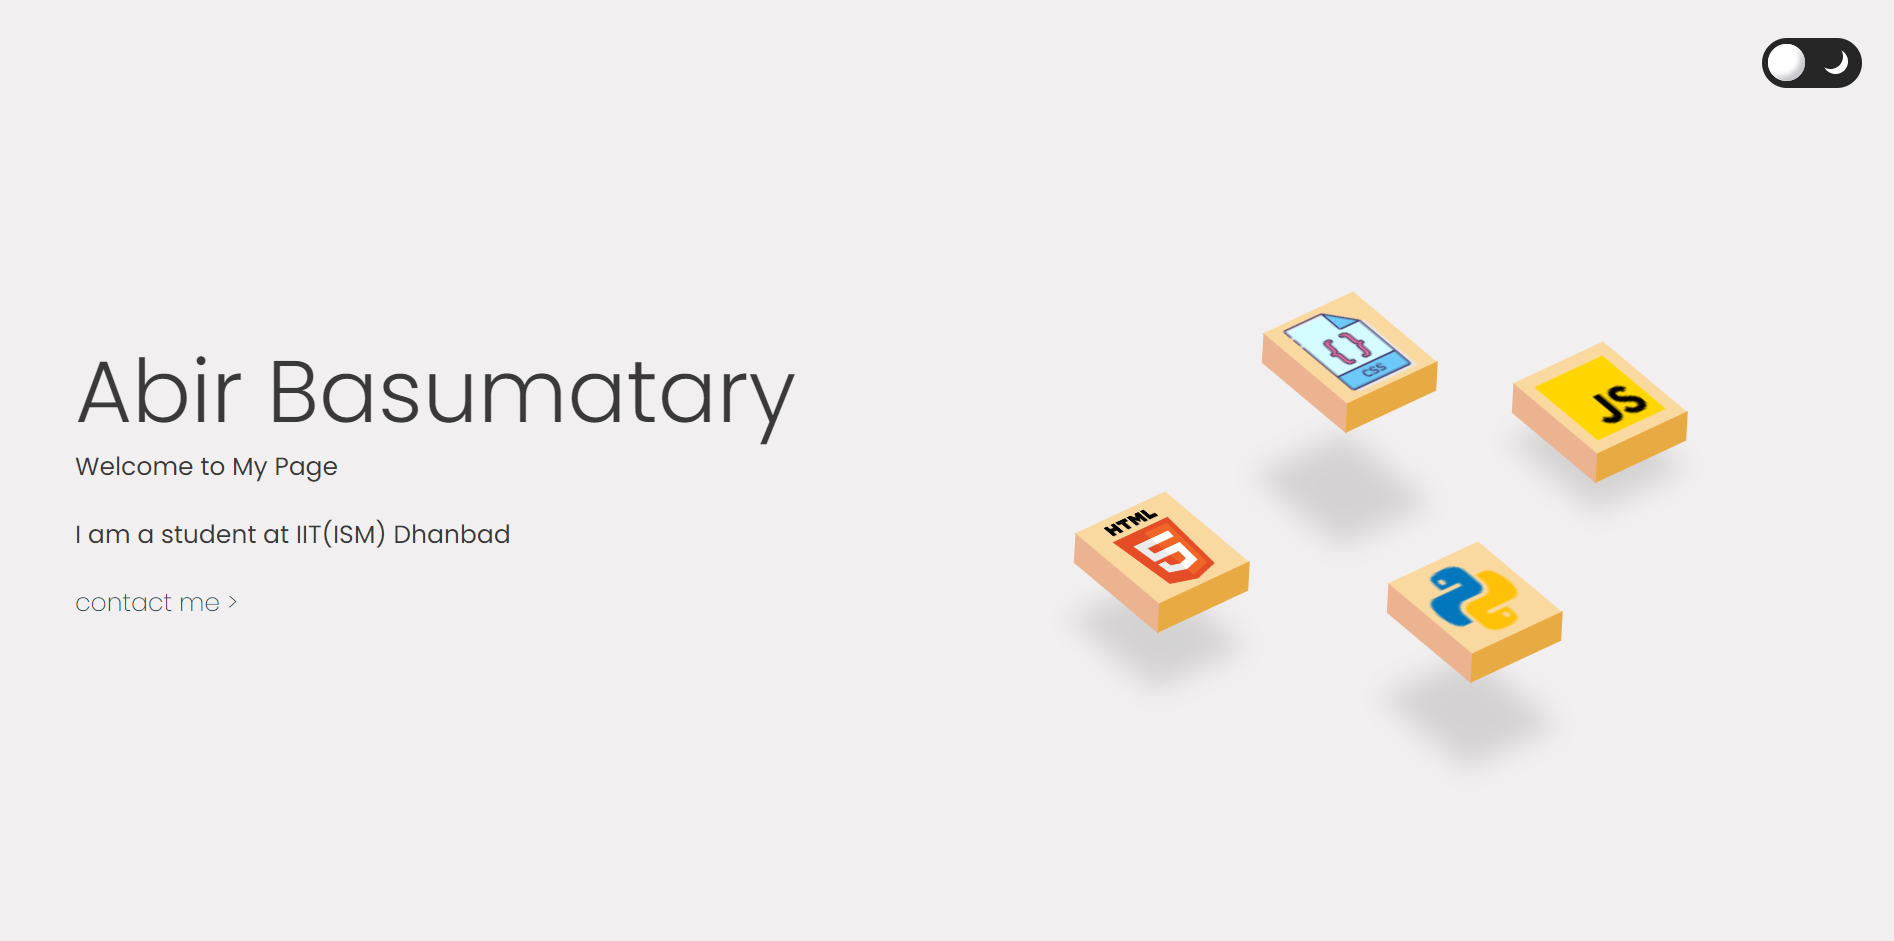 Abir Basumatary
Welcome to My Page
I am a student at IIT(ISM) Dhanbad
contact me >
{}
CSS
JS
HTML
5